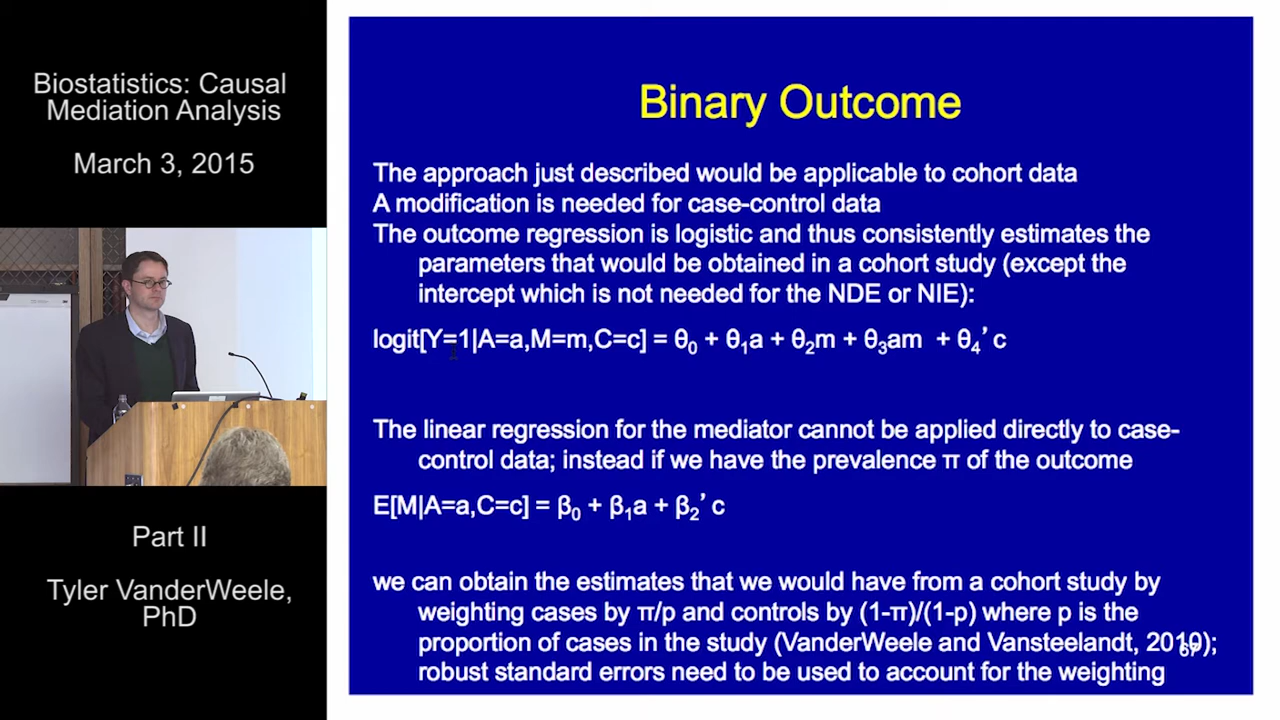 Biostatistics: Causal
Mediation Analysis
March 3, 2015
Part II
Tyler VanderWeele,
PhD
Binary Outcome
The approach just described would be applicable to cohort data
A modification is needed for case-control data
The outcome regression is logistic and thus consistently estimates the
parameters that would be obtained in a cohort study (except the
intercept which is not needed for the NDE or NIE):
logit[Y=1|A=a,M=m,C=c] = θ₀ + θ₁a + θ₂m + θ₃am + θ₄’ c
The linear regression for the mediator cannot be applied directly to case-
control data; instead if we have the prevalence π of the outcome
E[M|A=a,C=c] = β₀ + β₁a + β₂’ c
we can obtain the estimates that we would have from a cohort study by
weighting cases by π/p and controls by (1-π)/(1-p) where p is the
proportion of cases in the study (VanderWeele and Vansteelandt, 2010);
robust standard errors need to be used to account for the weighting
67